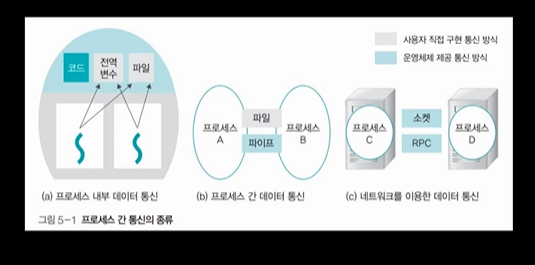 사용자 직접 구현 통신 방식
운영체제 제공 통신 방식
코드
전역
변수
파일
프로세스
A
파일
파이프
프로세스
B
프로세스
C
소켓
RPC
프로세스
D
(a) 프로세스 내부 데이터 통신
(b) 프로세스 간 데이터 통신
(c) 네트워크를 이용한 데이터 통신
그림 5-1 프로세스 간 통신의 종류